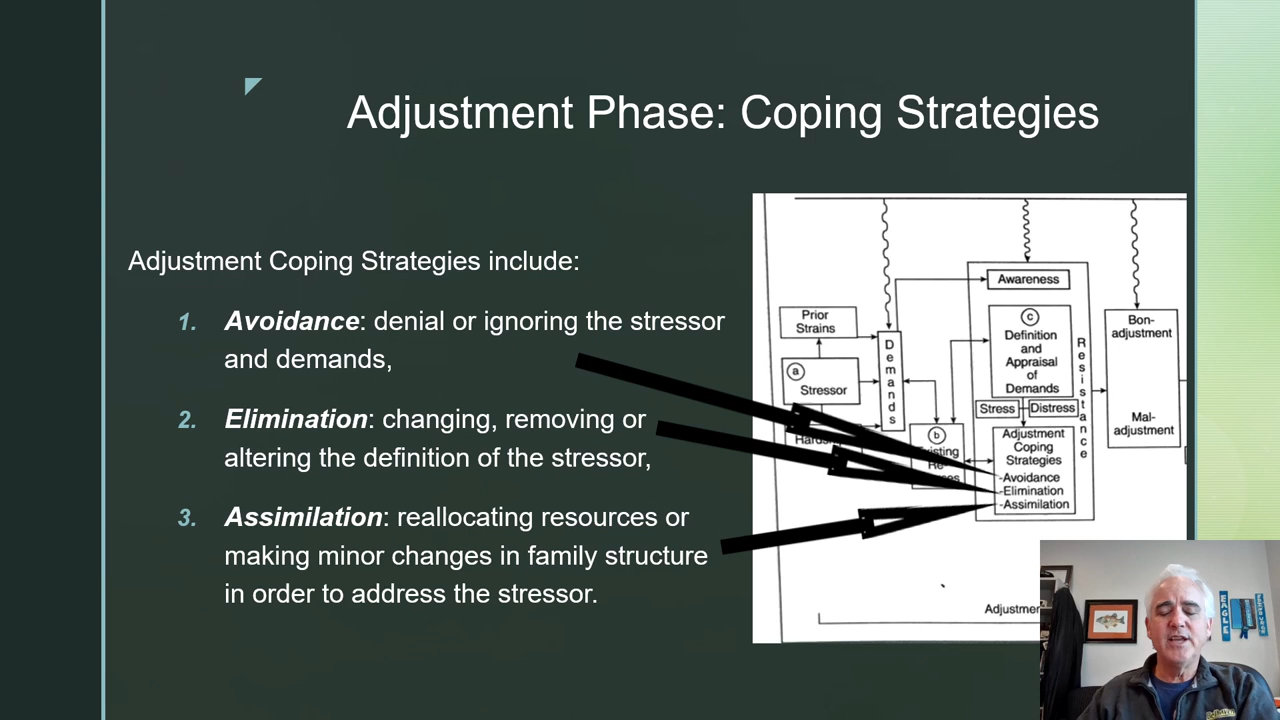 Adjustment Phase: Coping Strategies
Adjustment Coping Strategies include:
1. Avoidance: denial or ignoring the stressor
and demands,
2. Elimination: changing, removing or
altering the definition of the stressor,
3. Assimilation: reallocating resources or
making minor changes in family structure
in order to address the stressor.
Awareness
Prior
Strains
Demands
a
Stressor
c
Definition
and
Appraisal
of
Demands
Resistance
Stress
Distress
b
Adjustment
Coping
Strategies
-Avoidance
-Elimination
-Assimilation
Bon-
adjustment
Mal-
adjustment
EAGLE